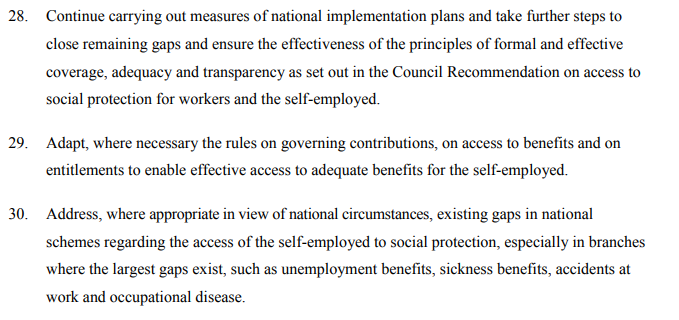 28. Continue carrying out measures of national implementation plans and take further steps to
close remaining gaps and ensure the effectiveness of the principles of formal and effective
coverage, adequacy and transparency as set out in the Council Recommendation on access to
social protection for workers and the self-employed.
29. Adapt, where necessary the rules on governing contributions, on access to benefits and on
entitlements to enable effective access to adequate benefits for the self-employed.
30. Address, where appropriate in view of national circumstances, existing gaps in national
schemes regarding the access of the self-employed to social protection, especially in branches
where the largest gaps exist, such as unemployment benefits, sickness benefits, accidents at
work and occupational disease.